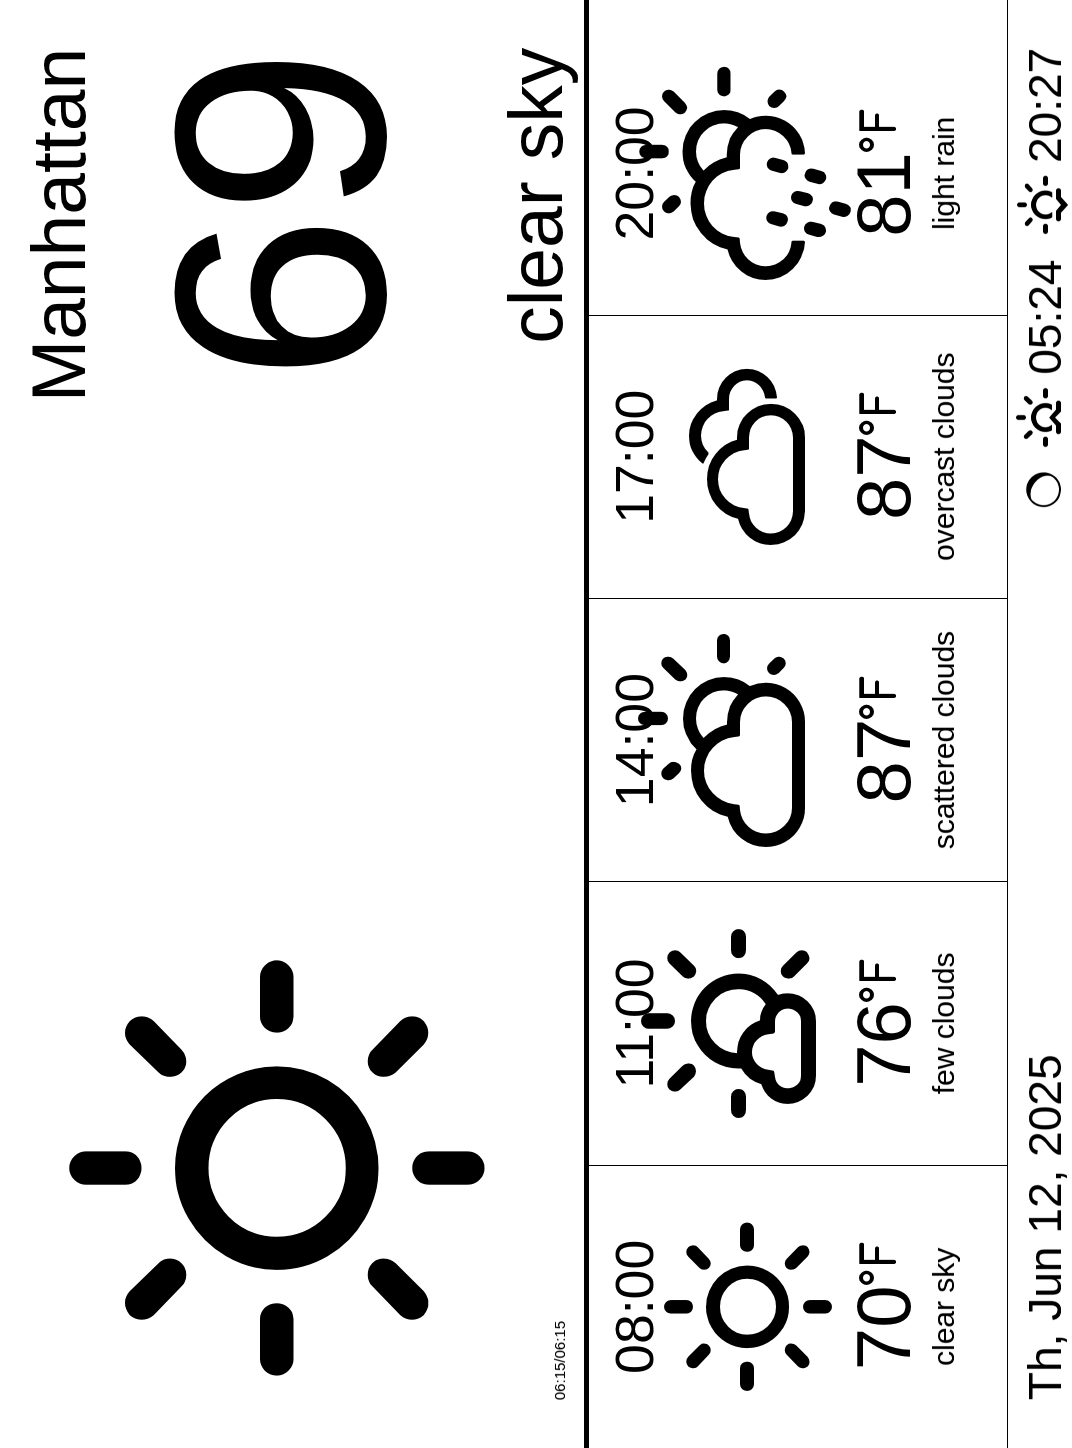 Manhattan
69
clear sky
06:15/06:15
08:00
70°F
clear sky
11:00
76°F
few clouds
14:00
87°F
scattered clouds
17:00
87°F
overcast clouds
20:00
81°F
light rain
Th, Jun 12, 2025
05:24
20:27